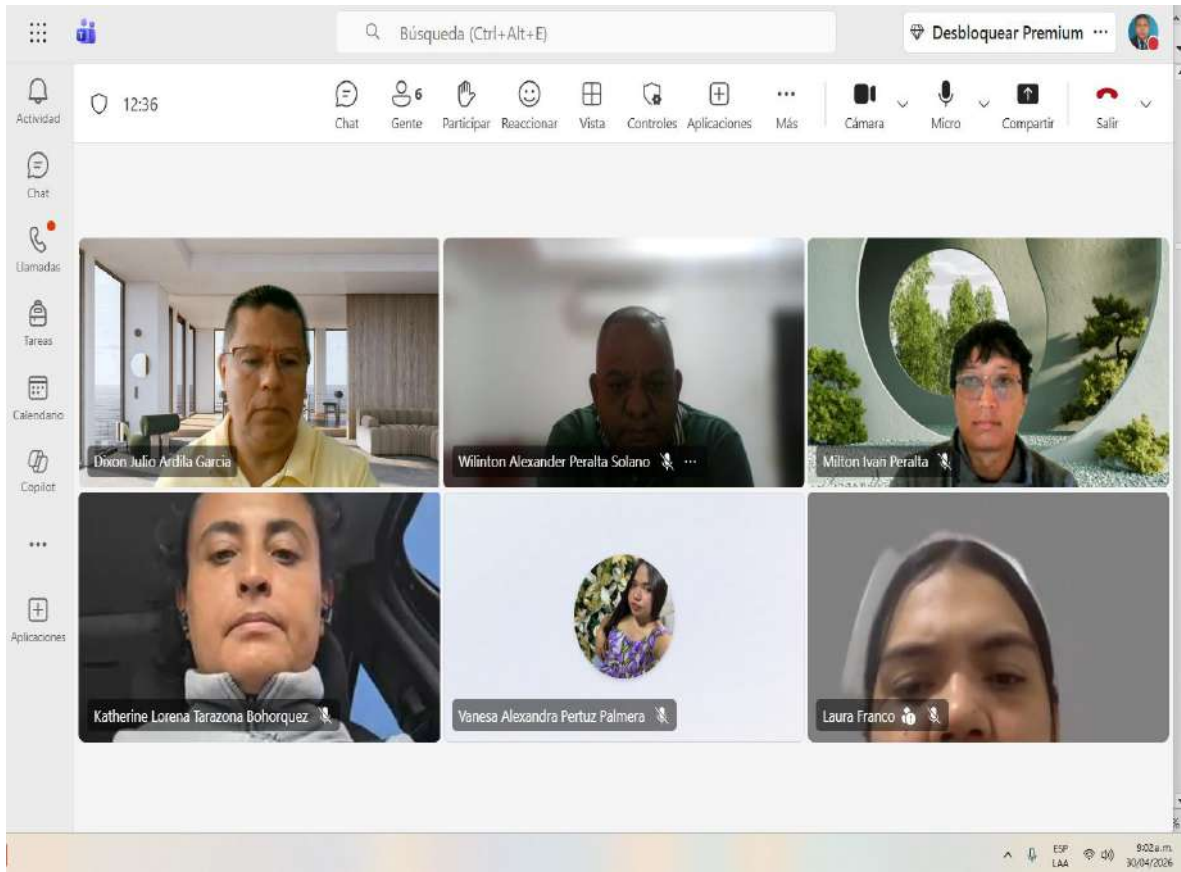 Búsqueda (Ctrl+Alt+E)
Desbloquear Premium ...
Actividad
Chat
Llamadas
Tareas
Calendario
Copilot
Aplicaciones
12:36
Chat
6
Gente
Participar
Reaccionar
Vista
Controles
Aplicaciones
Más
Cámara
Micro
Compartir
Salir
Dixon Julio Ardila Garcia
Wilinton Alexander Peralta Solano ...
Milton Ivan Peralta
Katherine Lorena Tarazona Bohorquez
Vanesa Alexandra Pertuz Palmera
Laura Franco
%
ESP
LAA
9:02 a.m.
30/04/2026